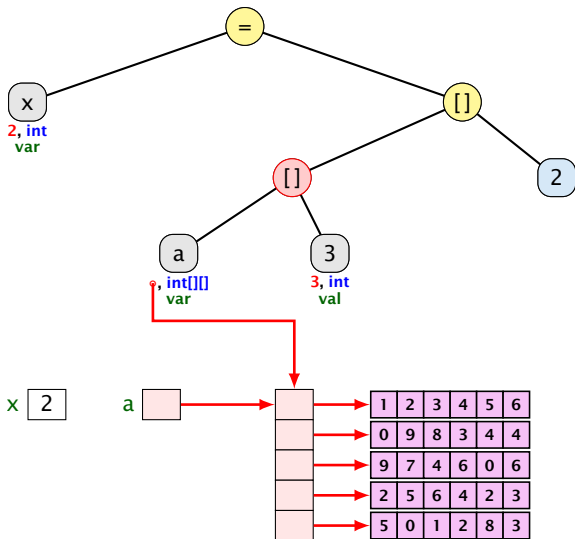 =
x
[]
2, int
var
[]
2
a
3
, int[][]
var
3, int
val
x 2 a
1 2 3 4 5 6
0 9 8 3 4 4
9 7 4 6 0 6
2 5 6 4 2 3
5 0 1 2 8 3